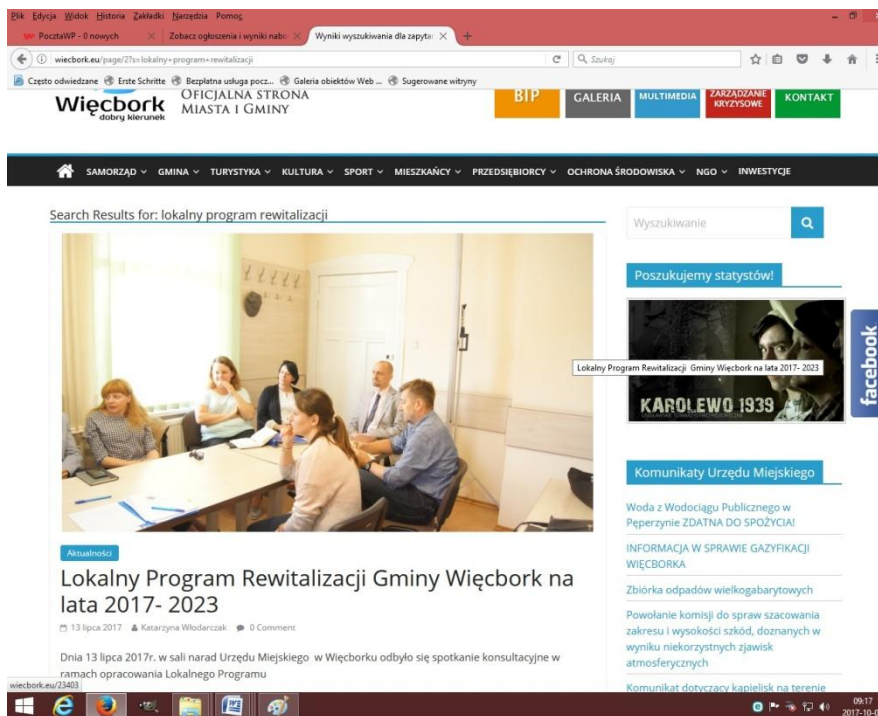 Plik Edycja Widok Historia Zakładki Narzędzia Pomoc
PocztaWP - 0 nowych
Zobacz ogłoszenia i wyniki nabo
Wyniki wyszukiwania dla zapyta
wiecbork.eu/page/2?s=lokalny+program+rewitalizacji
Szukaj
Często odwiedzane Erste Schritte Bezpłatna usługa pocz... Galeria obiektów Web ... Sugerowane witryny
Więcbork
dobry kierunek
OFICJALNA STRONA
MIASTA I GMINY
BIP
GALERIA
MULTIMEDIA
ZARZĄDZANIE
KRYZYSOWE
KONTAKT
SAMORZĄD GMINA TURYSTYKA KULTURA SPORT MIESZKAŃCY PRZEDSIĘBIORCY OCHRONA ŚRODOWISKA NGO INWESTYCJE
Search Results for: lokalny program rewitalizacji
Wyszukiwanie
Poszukujemy statystów!
Lokalny Program Rewitalizacji Gminy Więcbork na lata 2017- 2023
KAROLEWO 1939
facebook
Aktualności
Lokalny Program Rewitalizacji Gminy Więcbork na
lata 2017- 2023
13 lipca 2017 Katarzyna Włodarczak 0 Comment
Dnia 13 lipca 2017r. w sali narad Urzędu Miejskiego w Więcborku odbyło się spotkanie konsultacyjne w
ramach opracowania Lokalnego Programu
Komunikaty Urzędu Miejskiego
Woda z Wodociągu Publicznego w
Pęperzynie ZDATNA DO SPOŻYCIA!
INFORMACJA W SPRAWIE GAZYFIKACJI
WIĘCBORKA
Zbiórka odpadów wielkogabarytowych
Powołanie komisji do spraw szacowania
zakresu i wysokości szkód, doznanych w
wyniku niekorzystnych zjawisk
atmosferycznych
Komunikat dotyczący kąpielisk na terenie
wiecbork.eu/23403
09:17